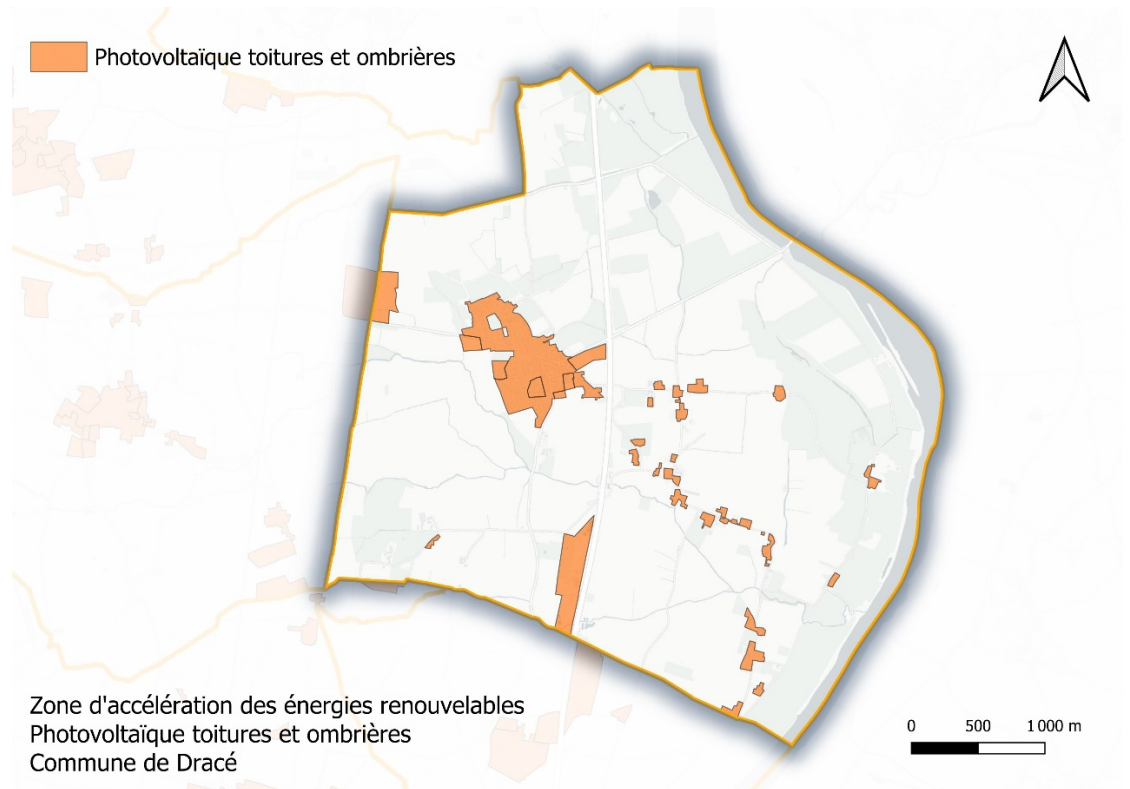 Photovoltaïque toitures et ombrières
Zone d'accélération des énergies renouvelables
Photovoltaïque toitures et ombrières
Commune de Dracé
0 500 1 000 m